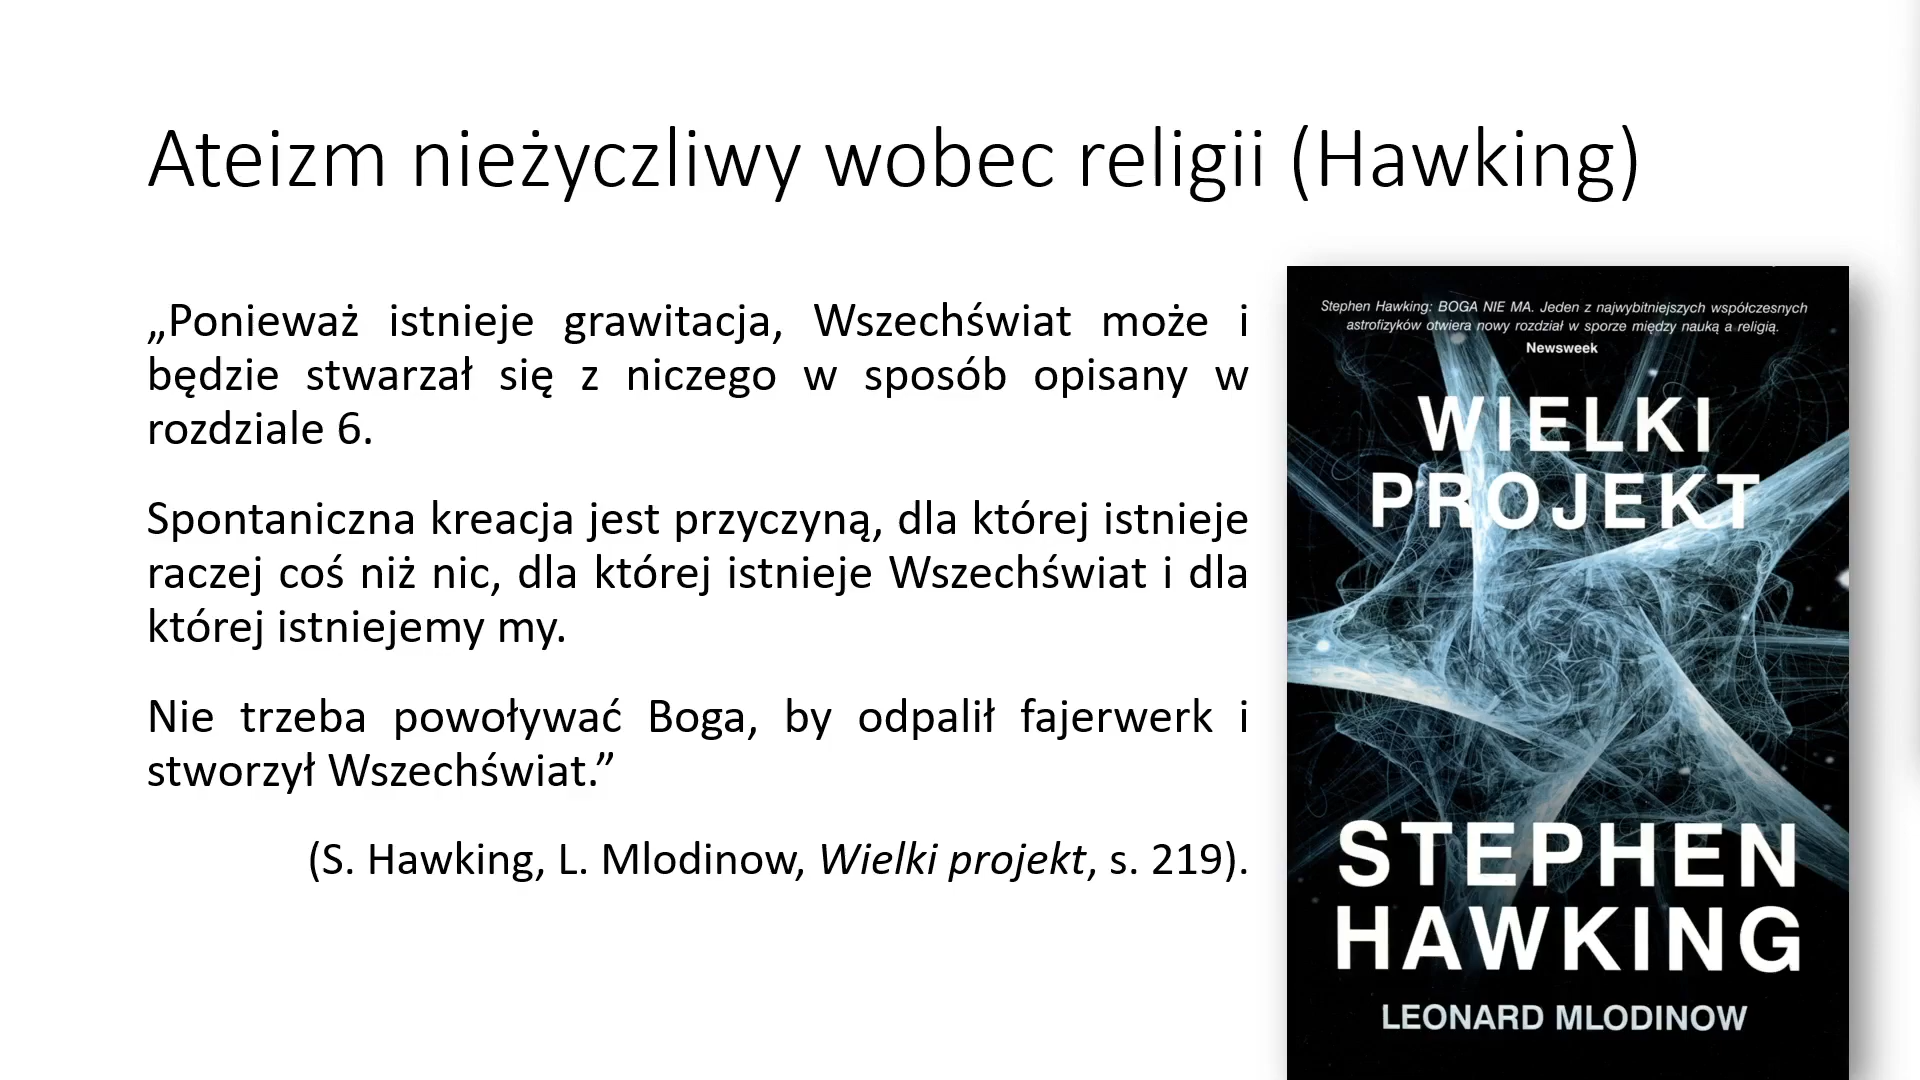 Ateizm nieżyczliwy wobec religii (Hawking)
„Ponieważ istnieje grawitacja, Wszechświat może i
będzie stwarzał się z niczego w sposób opisany w
rozdziale 6.
Spontaniczna kreacja jest przyczyną, dla której istnieje
raczej coś niż nic, dla której istnieje Wszechświat i dla
której istniejemy my.
Nie trzeba powoływać Boga, by odpalił fajerwerk i
stworzył Wszechświat.”
(S. Hawking, L. Mlodinow, Wielki projekt, s. 219).
Stephen Hawking: BOGA NIE MA. Jeden z najwybitniejszych współczesnych
astrofizyków otwiera nowy rozdział w sporze między nauką a religią.
Newsweek
WIELKI
PROJEKT
STEPHEN
HAWKING
LEONARD MLODINOW